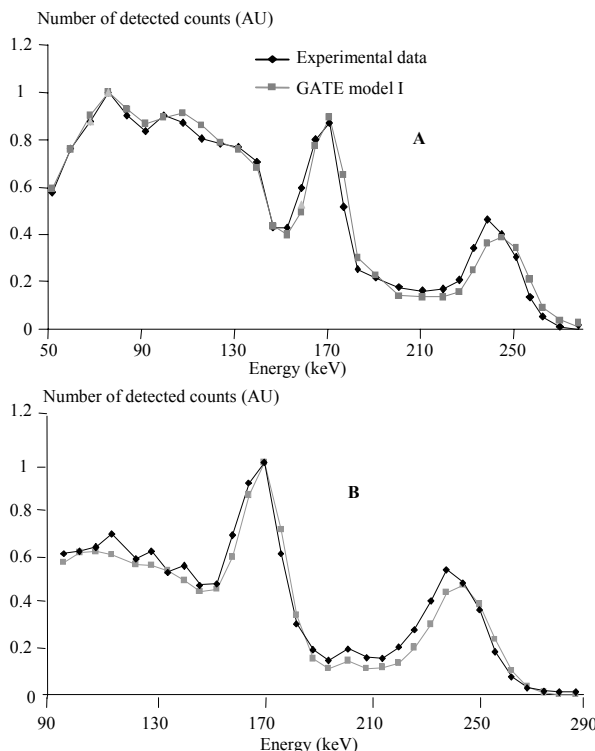 Number of detected counts (AU)
1.2
1
0.8
0.6
0.4
0.2
0
Experimental data
GATE model I
A
50 90 130 170 210 250
Energy (keV)
Number of detected counts (AU)
1.2
1
0.8
0.6
0.4
0.2
0
B
90 130 170 210 250 290
Energy (keV)